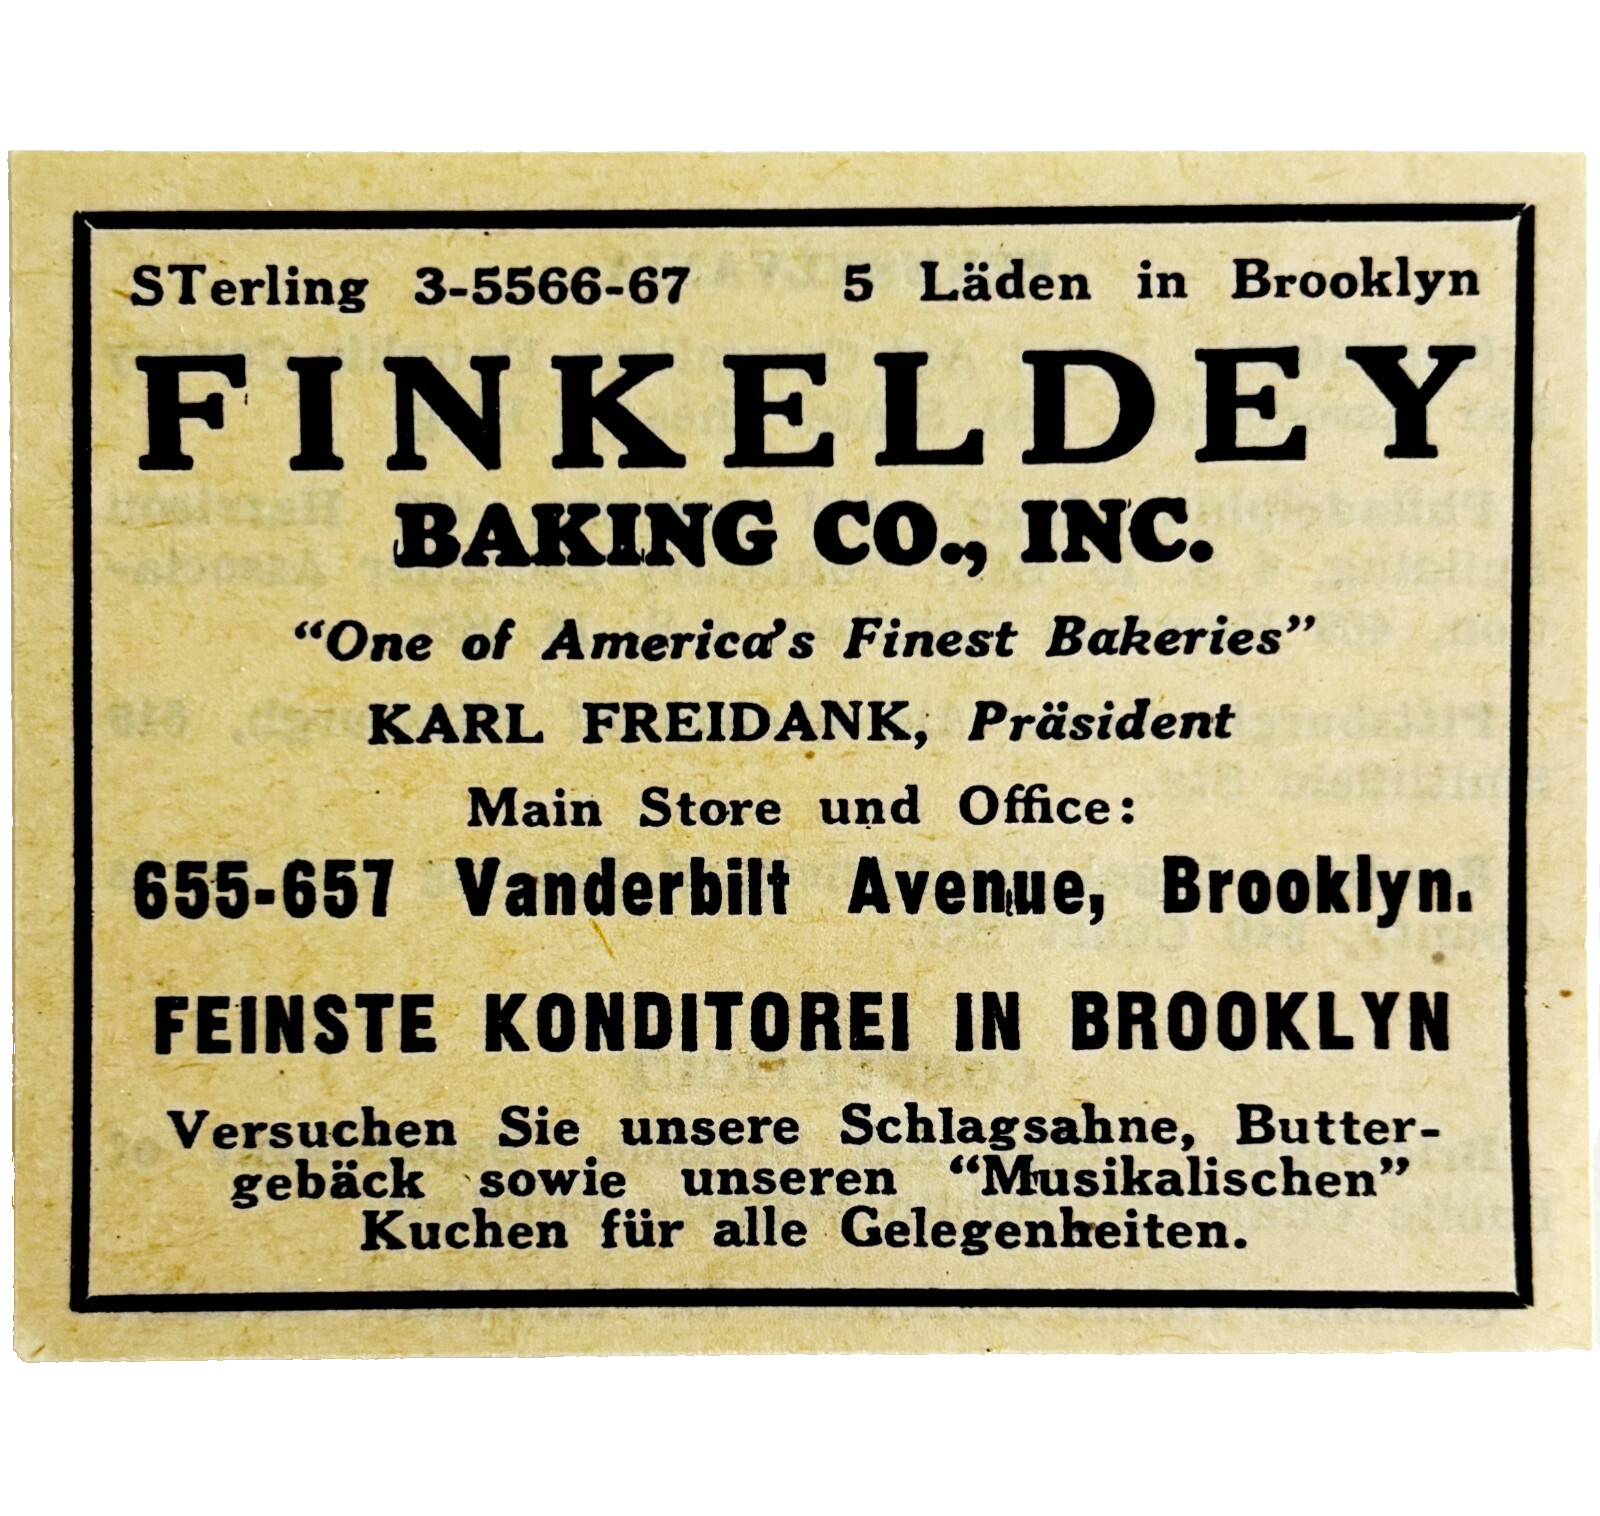 STerling 3-5566-67 5 Läden in Brooklyn
FINKELDEY
BAKING CO., INC.
"One of America's Finest Bakeries"
KARL FREIDANK, Präsident
Main Store und Office:
655-657 Vanderbilt Avenue, Brooklyn.
FEINSTE KONDITOREI IN BROOKLYN
Versuchen Sie unsere Schlagsahne, Butter-
gebäck sowie unseren "Musikalischen"
Kuchen für alle Gelegenheiten.